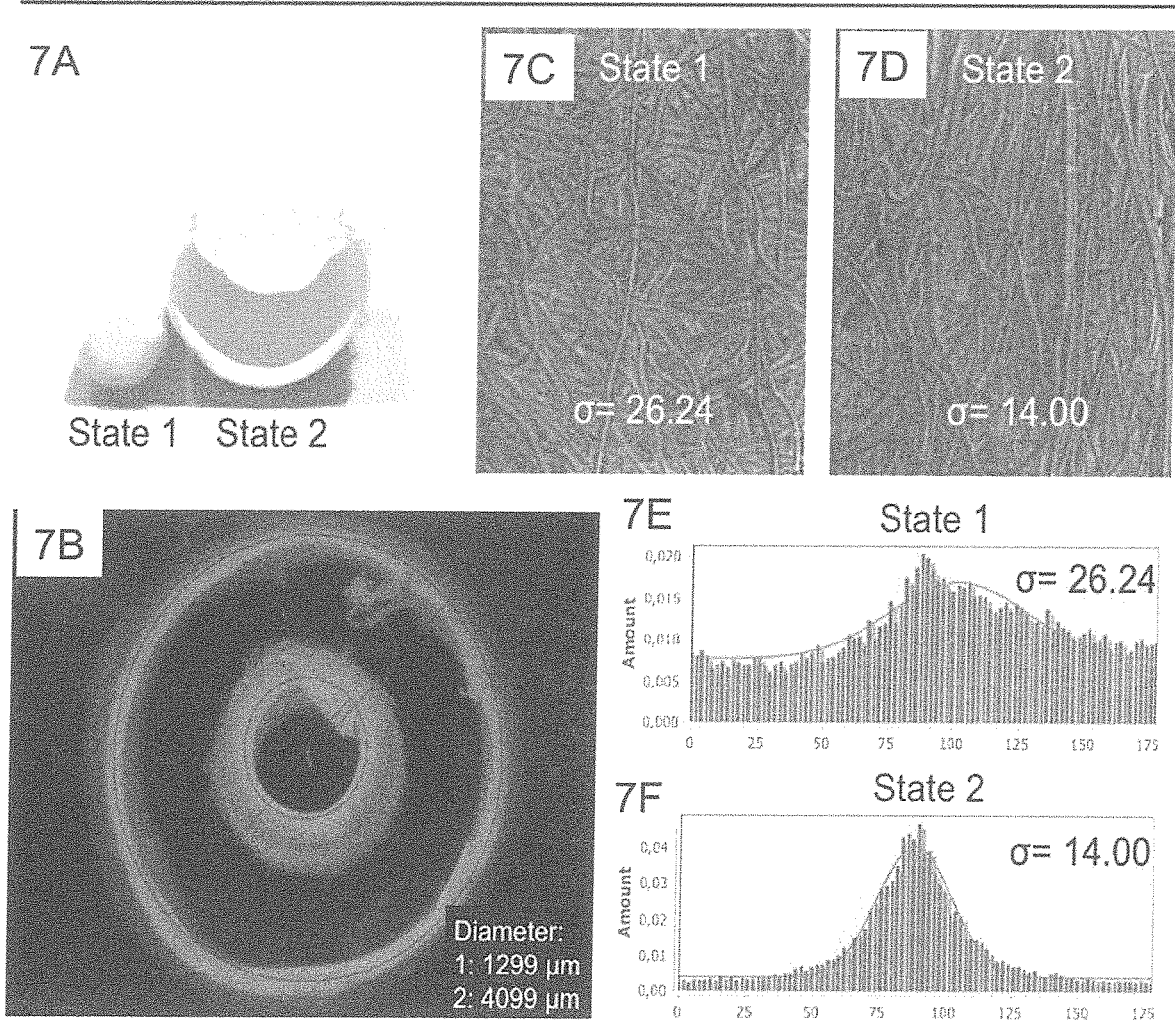 7A
State 1 State 2
7C State 1
σ= 26.24
7D State 2
σ= 14.00
7B
Diameter:
1: 1299 µm
2: 4099 µm
7E State 1
σ= 26.24
Amount
0,020
0,015
0,010
0,005
0,000
0 25 50 75 100 125 150 175
7F State 2
σ= 14.00
Amount
0,04
0,03
0,02
0,01
0,00
0 25 50 75 100 125 150 175